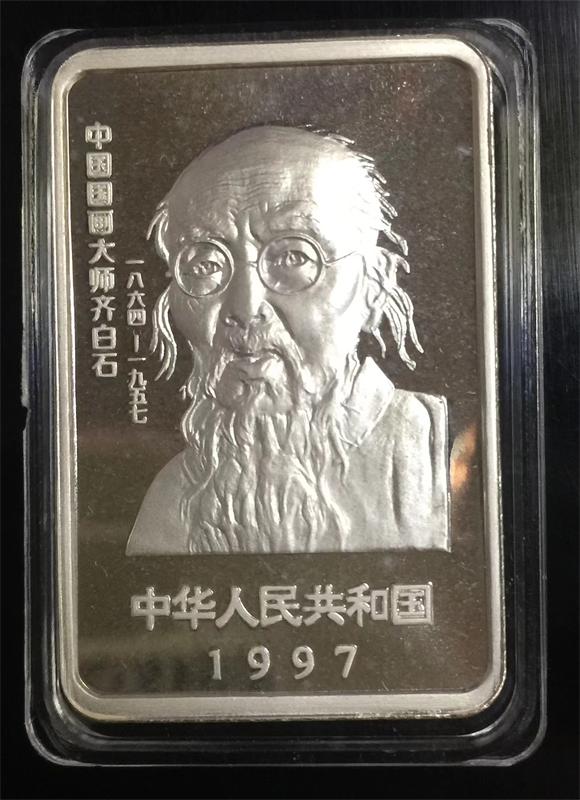 中国国画大师齐白石
一八六四—一九五七
中华人民共和国
1997